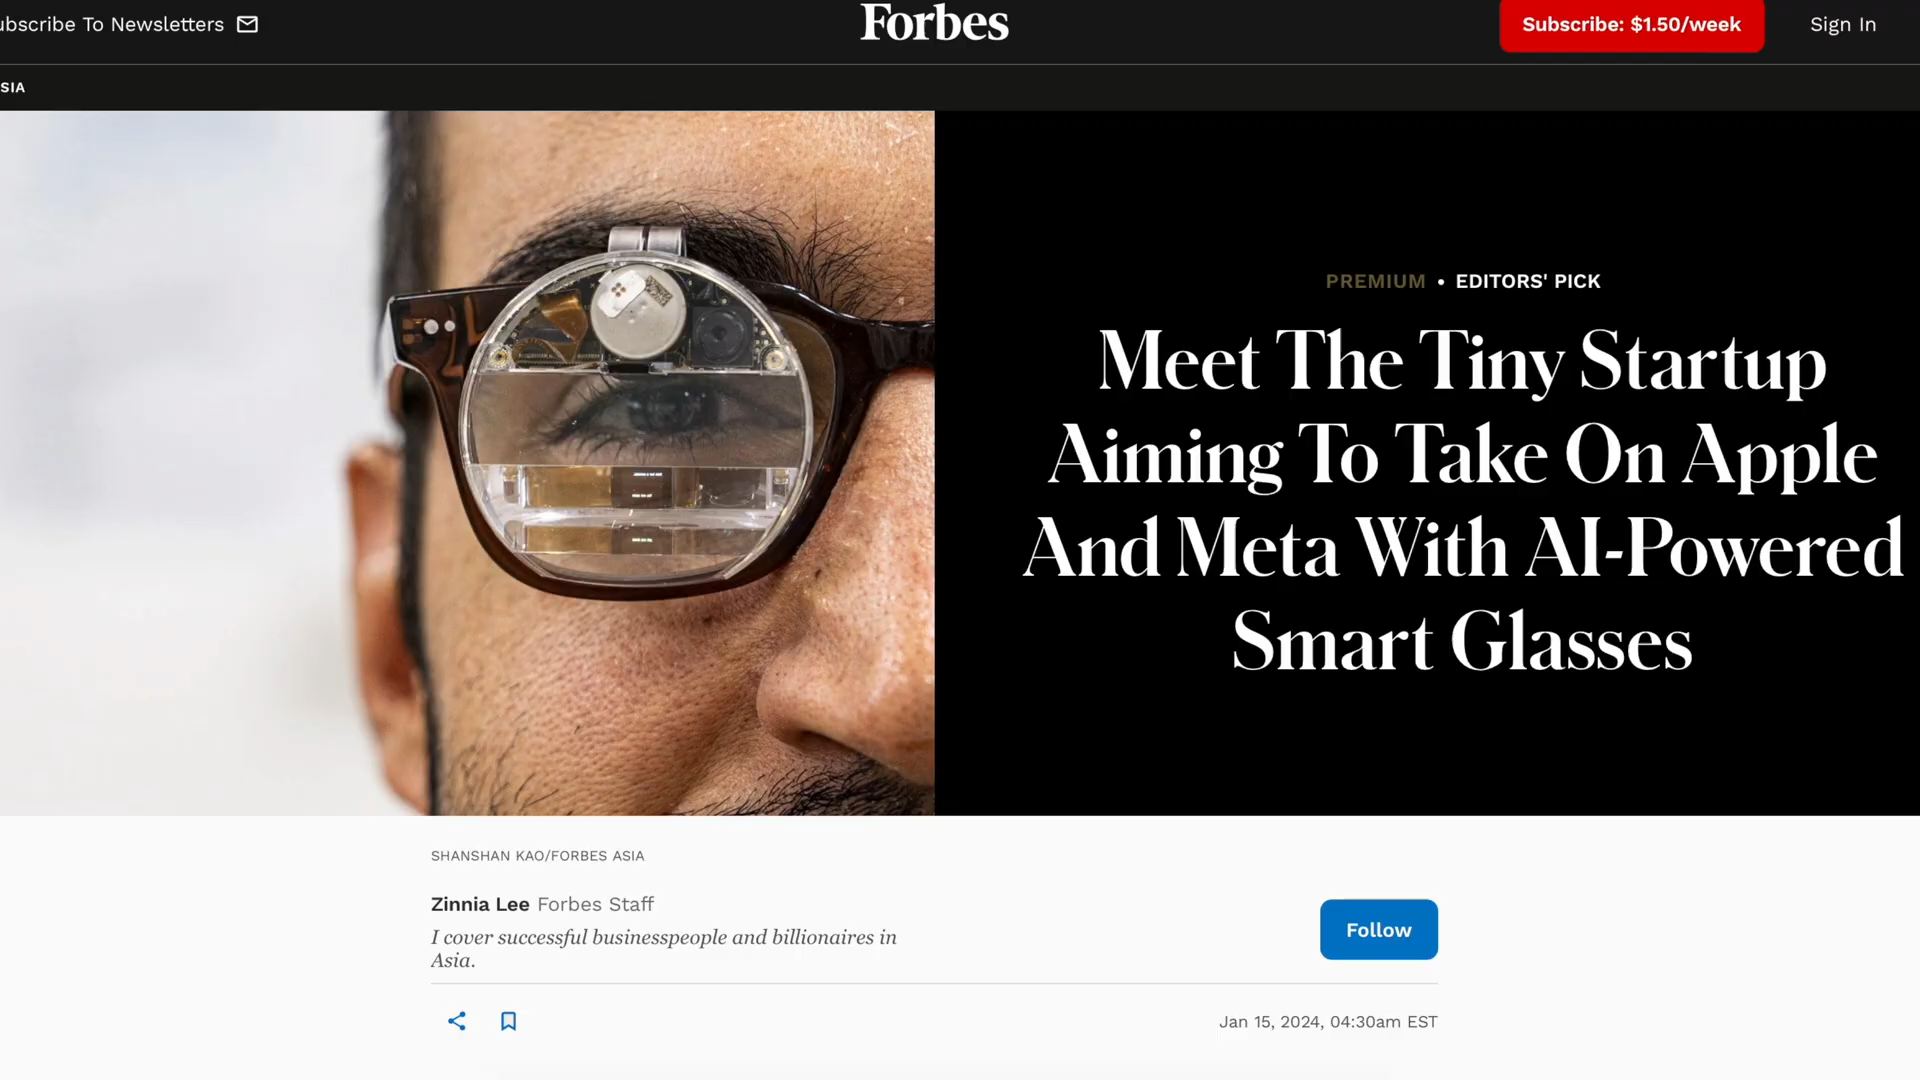 ubscribe To Newsletters
Forbes
Subscribe: $1.50/week
Sign In
SIA
PREMIUM • EDITORS' PICK
Meet The Tiny Startup
Aiming To Take On Apple
And Meta With AI-Powered
Smart Glasses
SHANSHAN KAO/FORBES ASIA
Zinnia Lee Forbes Staff
I cover successful businesspeople and billionaires in
Asia.
Follow
Jan 15, 2024, 04:30am EST